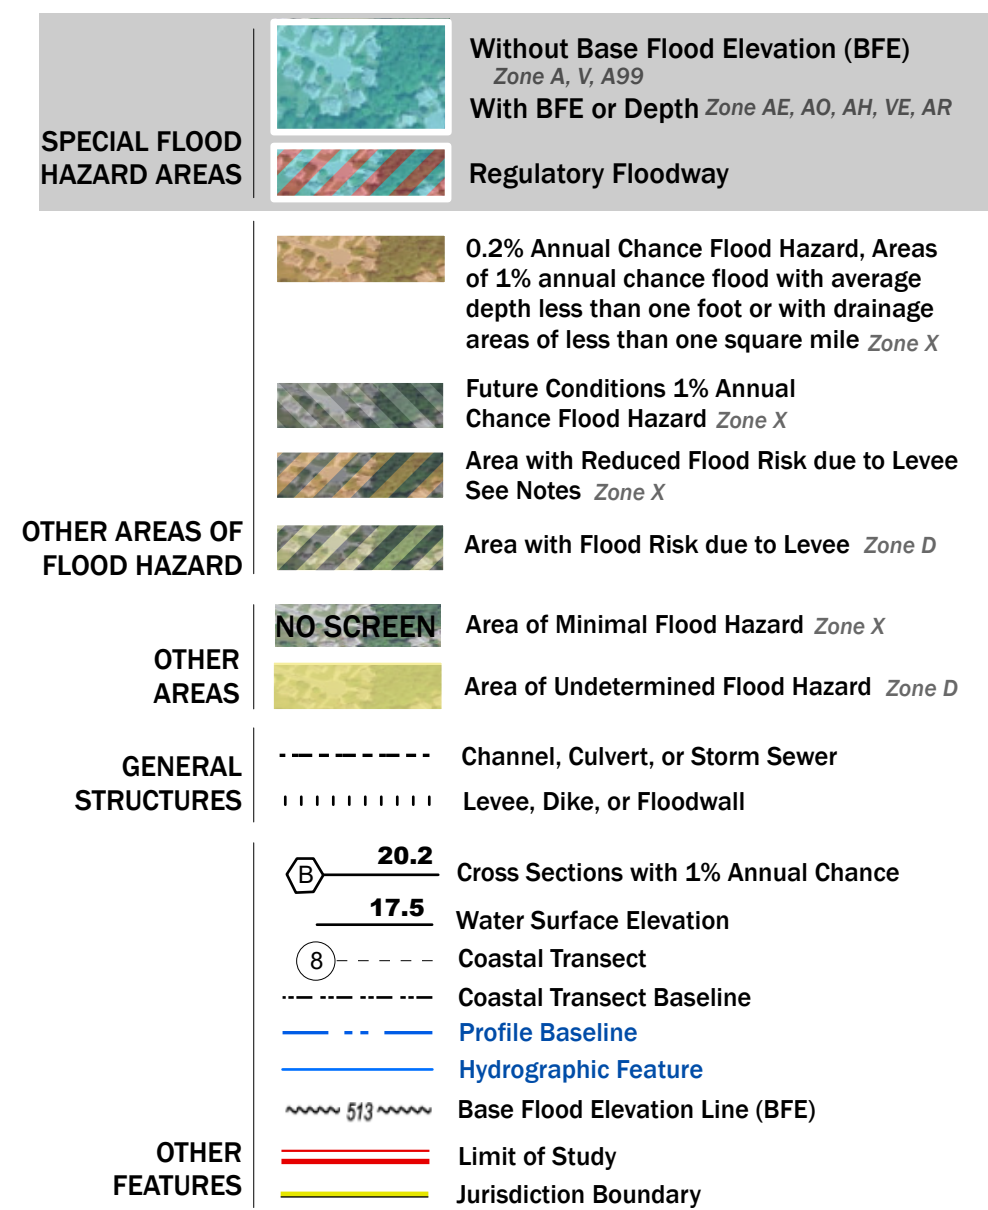 SPECIAL FLOOD
HAZARD AREAS
Without Base Flood Elevation (BFE)
Zone A, V, A99
With BFE or Depth Zone AE, AO, AH, VE, AR
Regulatory Floodway
OTHER AREAS OF
FLOOD HAZARD
0.2% Annual Chance Flood Hazard, Areas
of 1% annual chance flood with average
depth less than one foot or with drainage
areas of less than one square mile Zone X
Future Conditions 1% Annual
Chance Flood Hazard Zone X
Area with Reduced Flood Risk due to Levee
See Notes Zone X
Area with Flood Risk due to Levee Zone D
OTHER
AREAS
NO SCREEN Area of Minimal Flood Hazard Zone X
Area of Undetermined Flood Hazard Zone D
GENERAL
STRUCTURES
Channel, Culvert, or Storm Sewer
Levee, Dike, or Floodwall
OTHER
FEATURES
B 20.2 Cross Sections with 1% Annual Chance
17.5 Water Surface Elevation
8 Coastal Transect
Coastal Transect Baseline
Profile Baseline
Hydrographic Feature
513 Base Flood Elevation Line (BFE)
Limit of Study
Jurisdiction Boundary